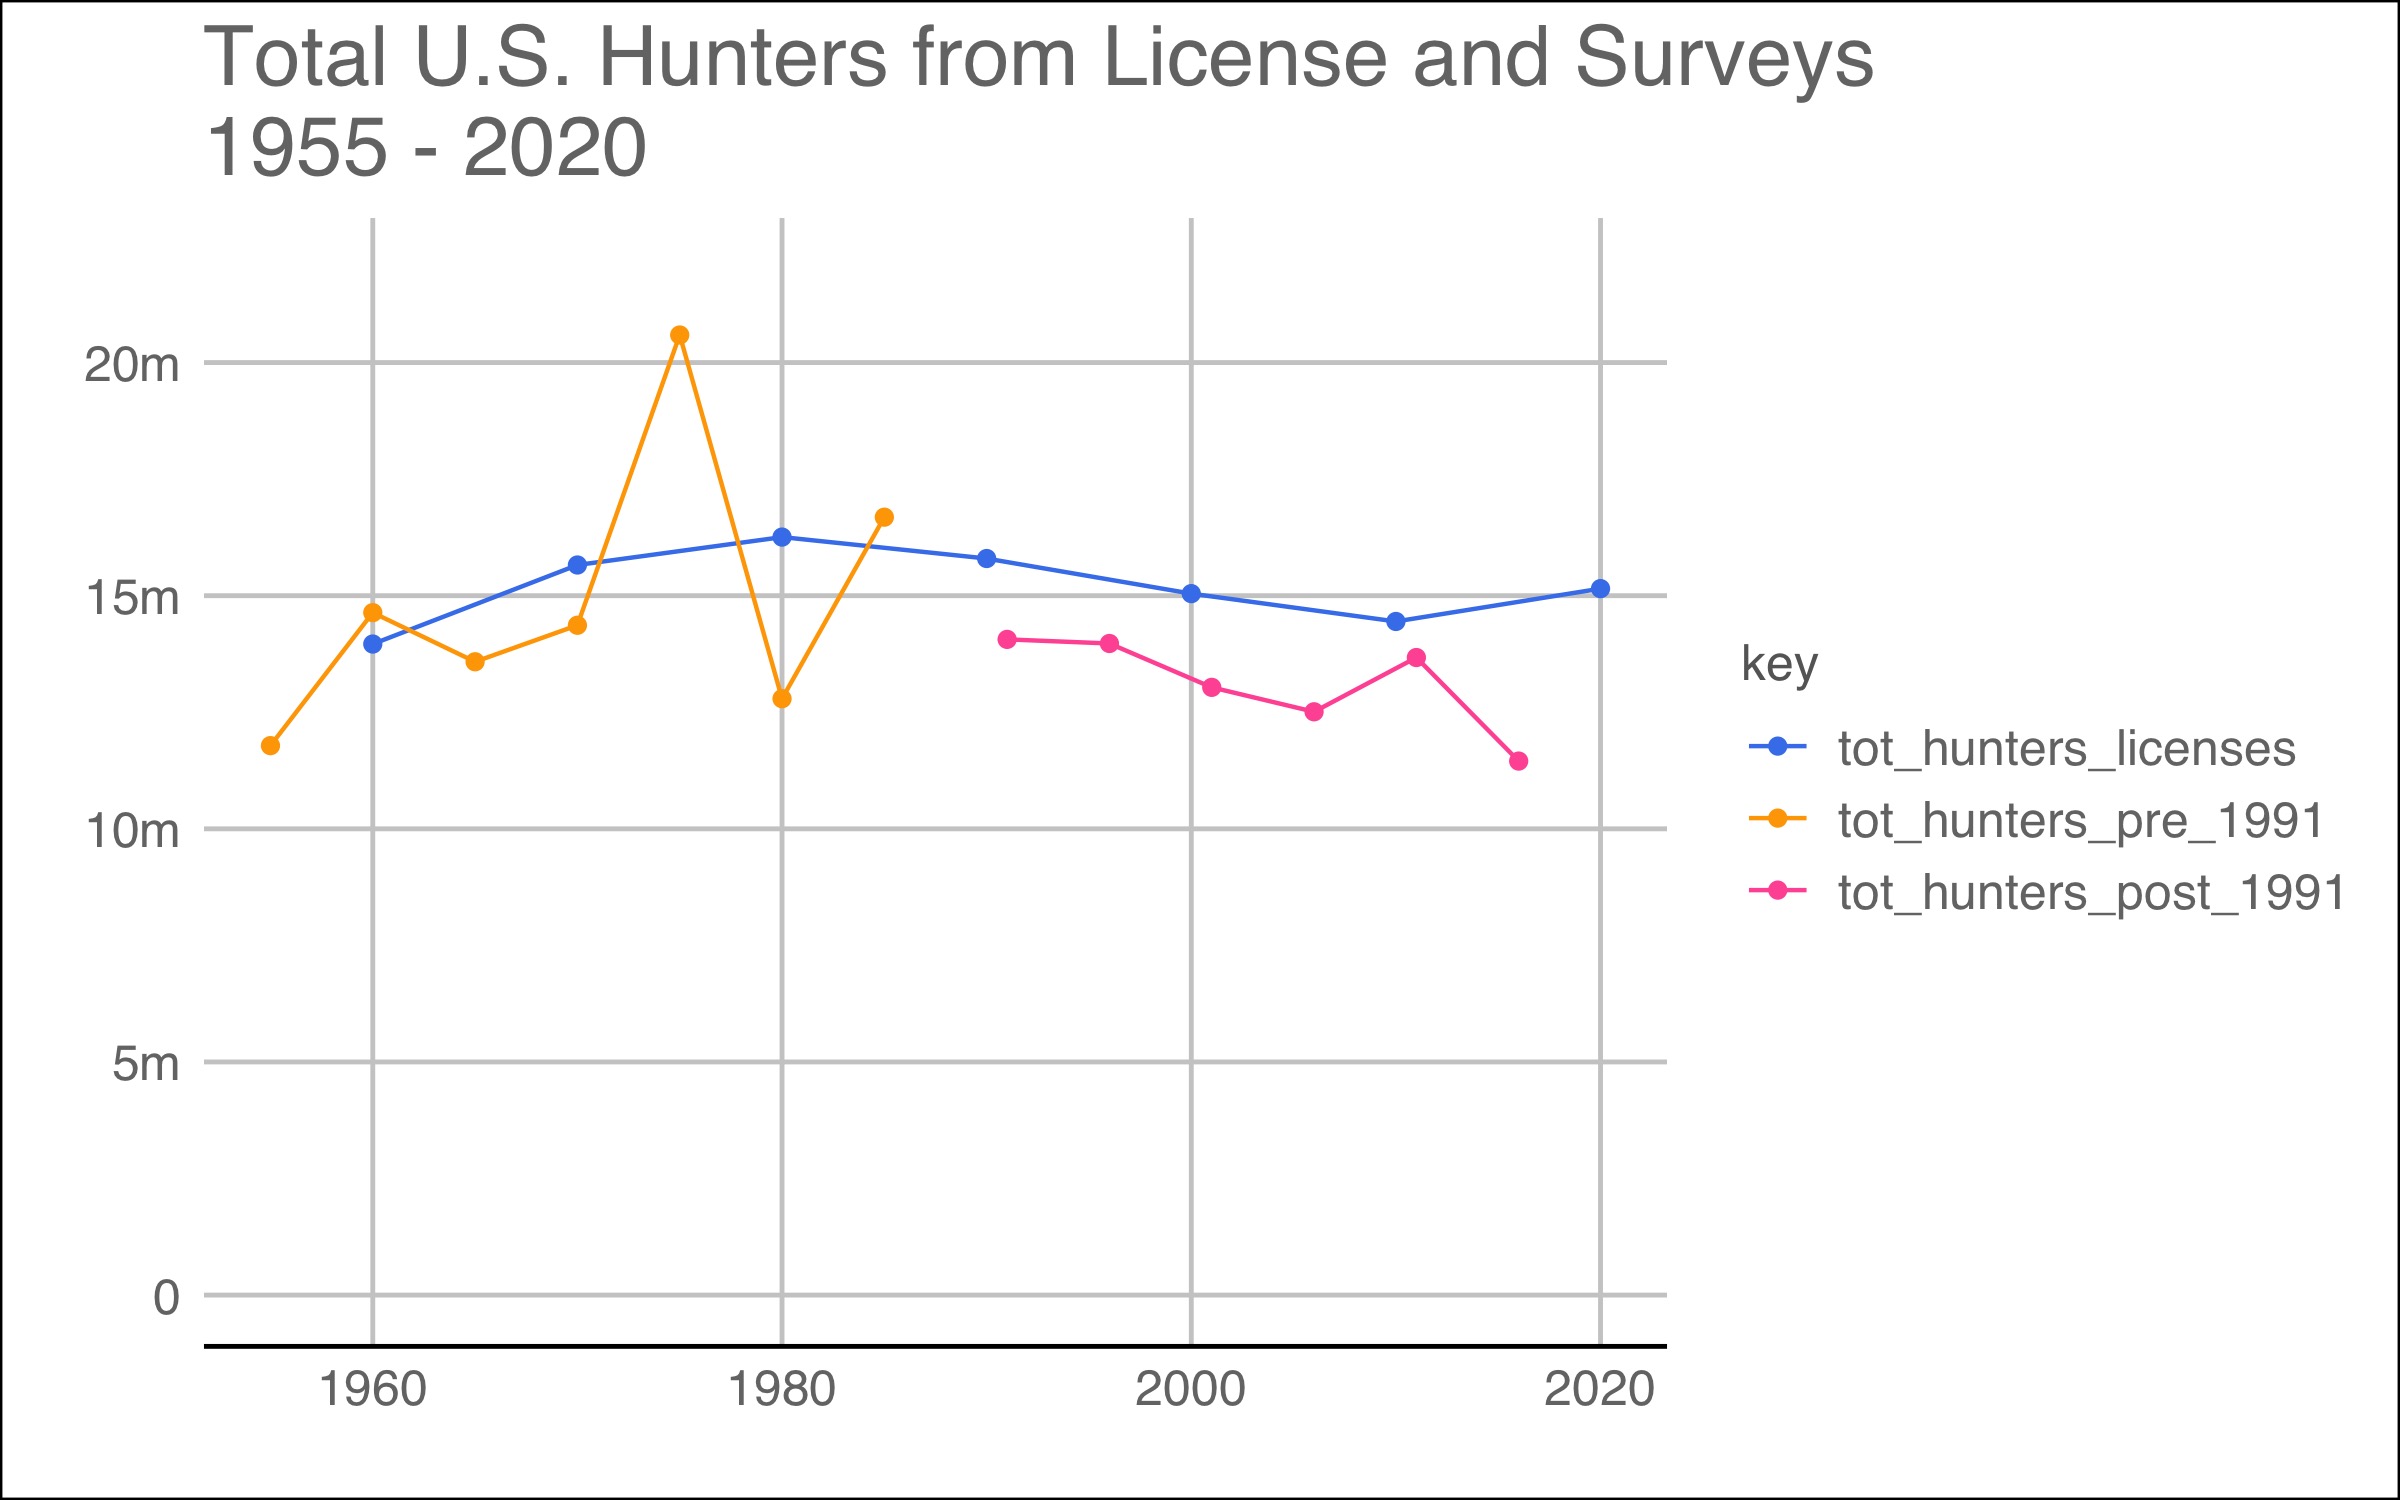 Total U.S. Hunters from License and Surveys
1955 - 2020
20m
15m
10m
5m
0
1960
1980
2000
2020
key
tot_hunters_licenses
tot_hunters_pre_1991
tot_hunters_post_1991